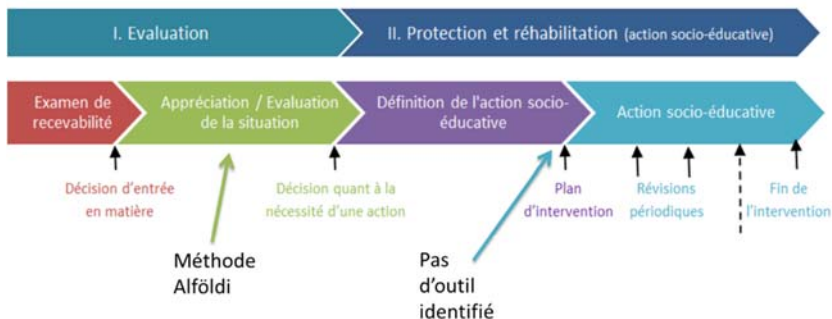 I. Evaluation
II. Protection et réhabilitation (action socio-éducative)
Examen de
recevabilité
Appréciation / Evaluation
de la situation
Définition de l'action socio-
éducative
Action socio-éducative
Décision d'entrée
en matière
Décision quant à la
nécessité d'une action
Plan
d'intervention
Révisions
périodiques
Fin de
l'intervention
Méthode
Alföldi
Pas
d'outil
identifié